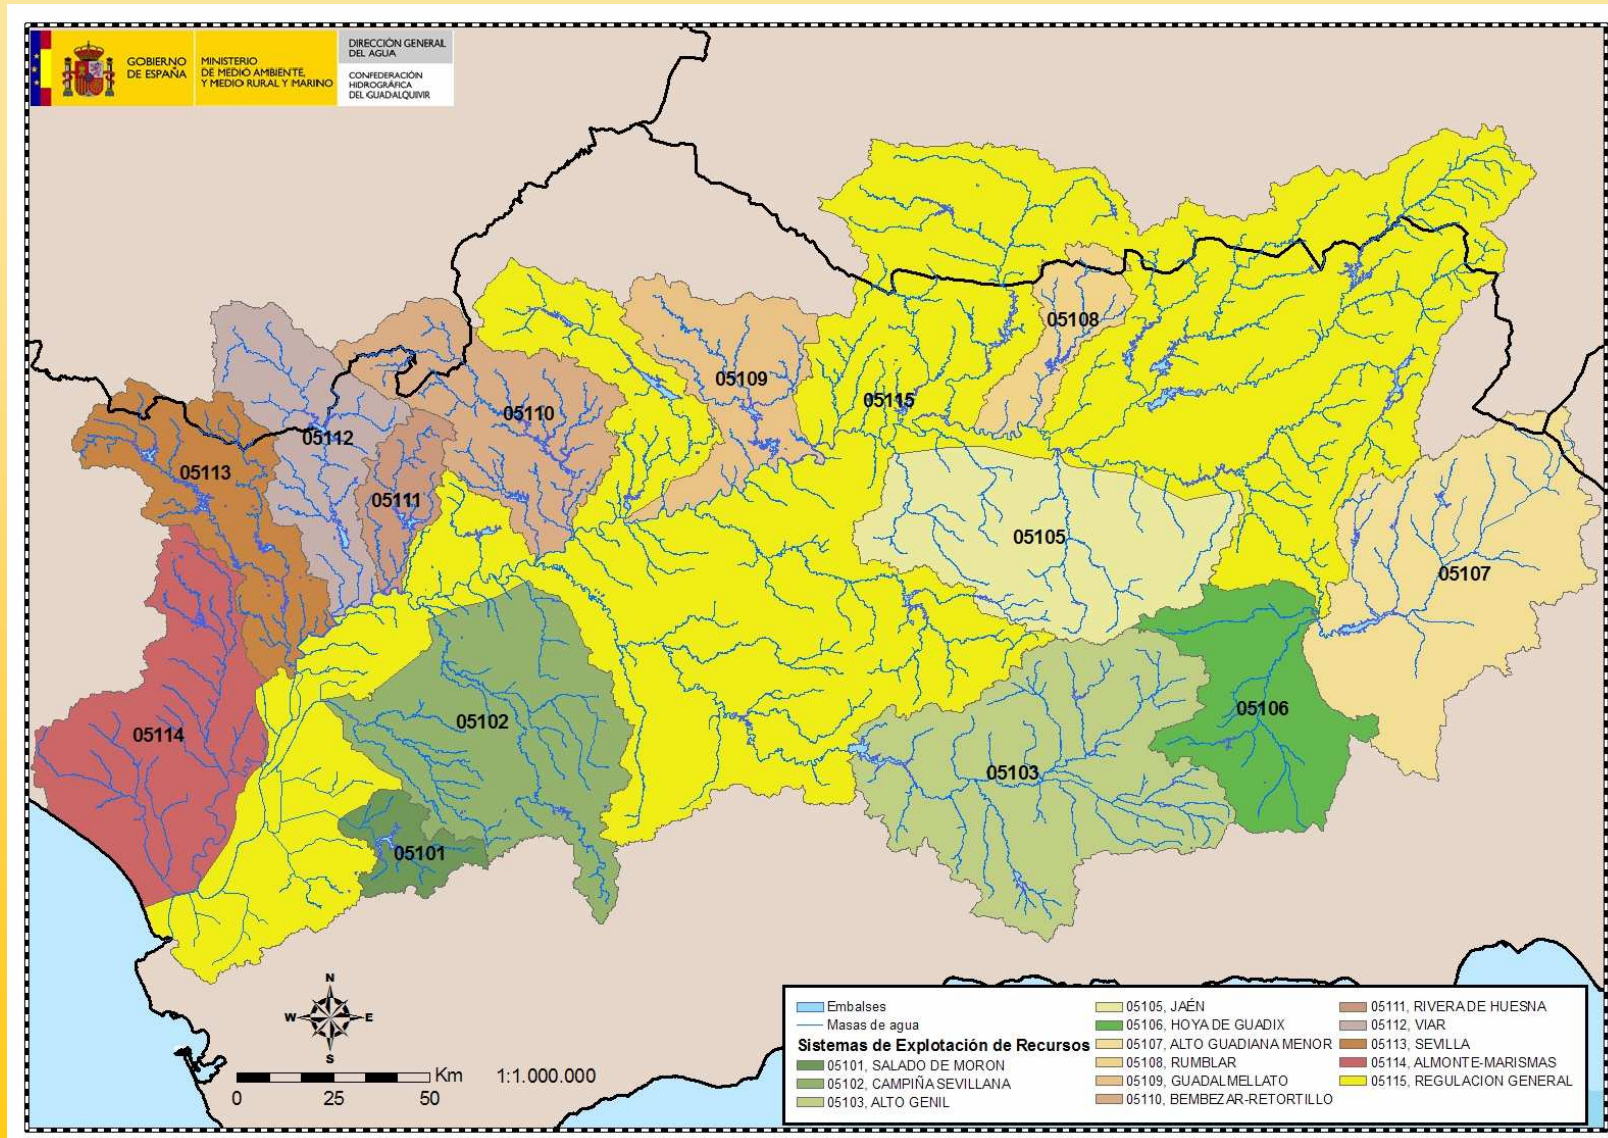 GOBIERNO
DE ESPAÑA
MINISTERIO
DE MEDIO AMBIENTE,
Y MEDIO RURAL Y MARINO
DIRECCIÓN GENERAL
DEL AGUA
CONFEDERACIÓN
HIDROGRÁFICA
DEL GUADALQUIVIR
05108
05109
05115
05110
05112
05113
05111
05105
05107
05106
05102
05114
05103
05101
N
W E
S
Km 1:1.000.000
0 25 50
Embalses
Masas de agua
Sistemas de Explotación de Recursos
05101, SALADO DE MORON
05102, CAMPIÑA SEVILLANA
05103, ALTO GENIL
05105, JAÉN
05106, HOYA DE GUADIX
05107, ALTO GUADIANA MENOR
05108, RUMBLAR
05109, GUADALMELLATO
05110, BEMBEZAR-RETORTILLO
05111, RIVERA DE HUESNA
05112, VIAR
05113, SEVILLA
05114, ALMONTE-MARISMAS
05115, REGULACION GENERAL